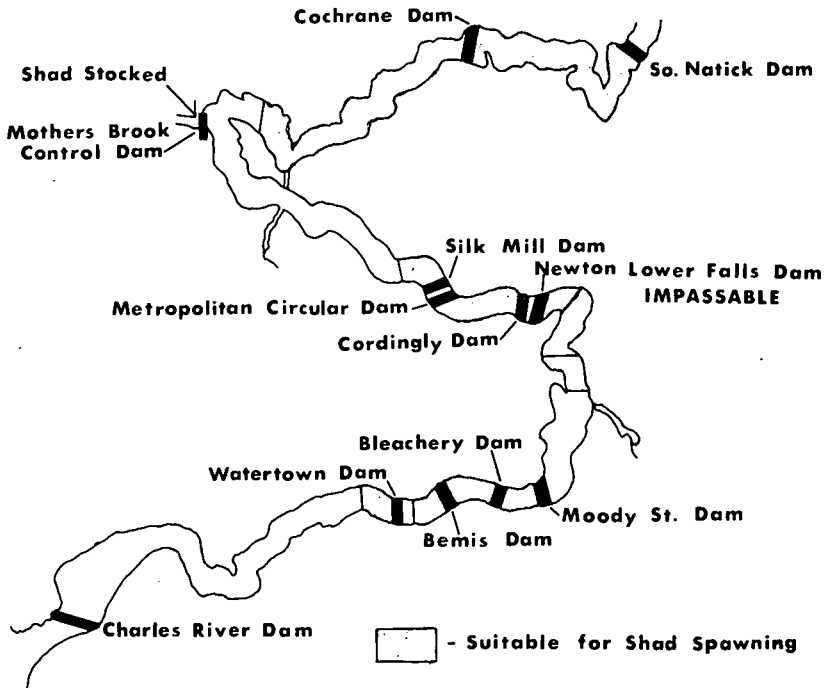 Cochrane Dam
So. Natick Dam
Shad Stocked
Mothers Brook
Control Dam
Silk Mill Dam
Newton Lower Falls Dam
IMPASSABLE
Metropolitan Circular Dam
Cordingly Dam
Bleachery Dam
Watertown Dam
Moody St. Dam
Bemis Dam
Charles River Dam
- Suitable for Shad Spawning